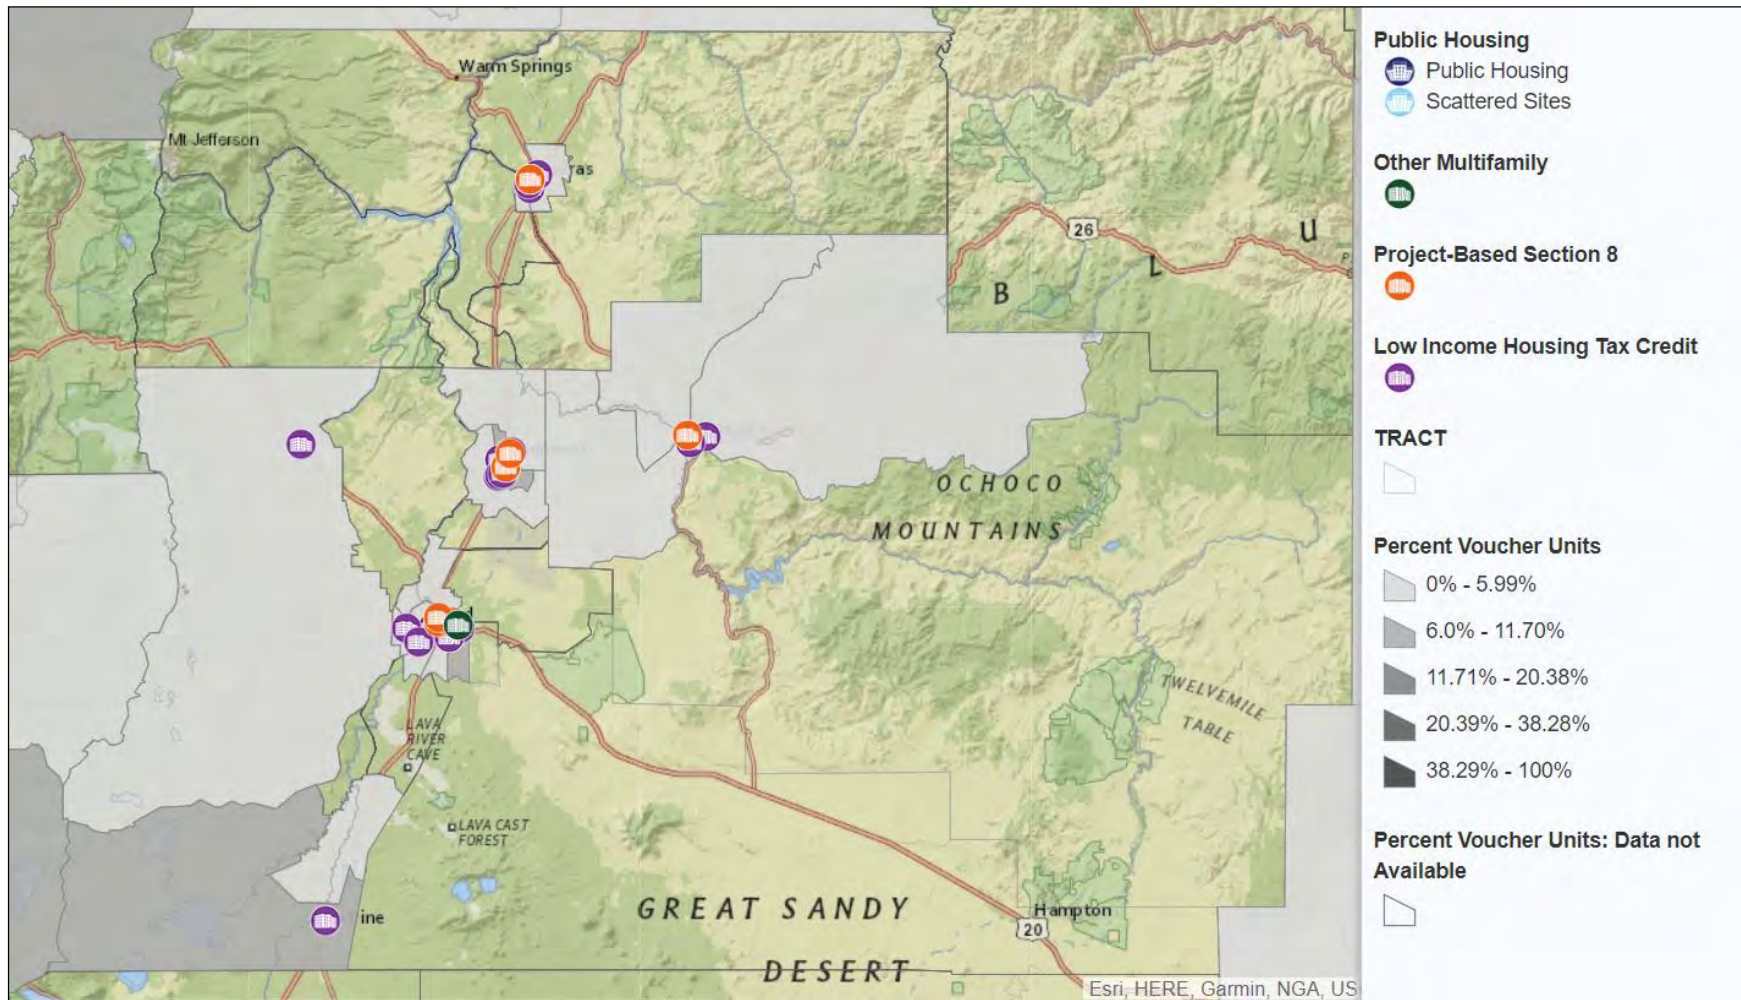 Warm Springs
Mt Jefferson
ras
26
U
L
B
OCHOCO
MOUNTAINS
d
TWELVEMILE
TABLE
LAVA
RIVER
CAVE
LAVA CAST
FOREST
ine
GREAT SANDY
DESERT
Hampton
20
Esri, HERE, Garmin, NGA, US
Public Housing
Public Housing
Scattered Sites
Other Multifamily
Project-Based Section 8
Low Income Housing Tax Credit
TRACT
Percent Voucher Units
0% - 5.99%
6.0% - 11.70%
11.71% - 20.38%
20.39% - 38.28%
38.29% - 100%
Percent Voucher Units: Data not
Available